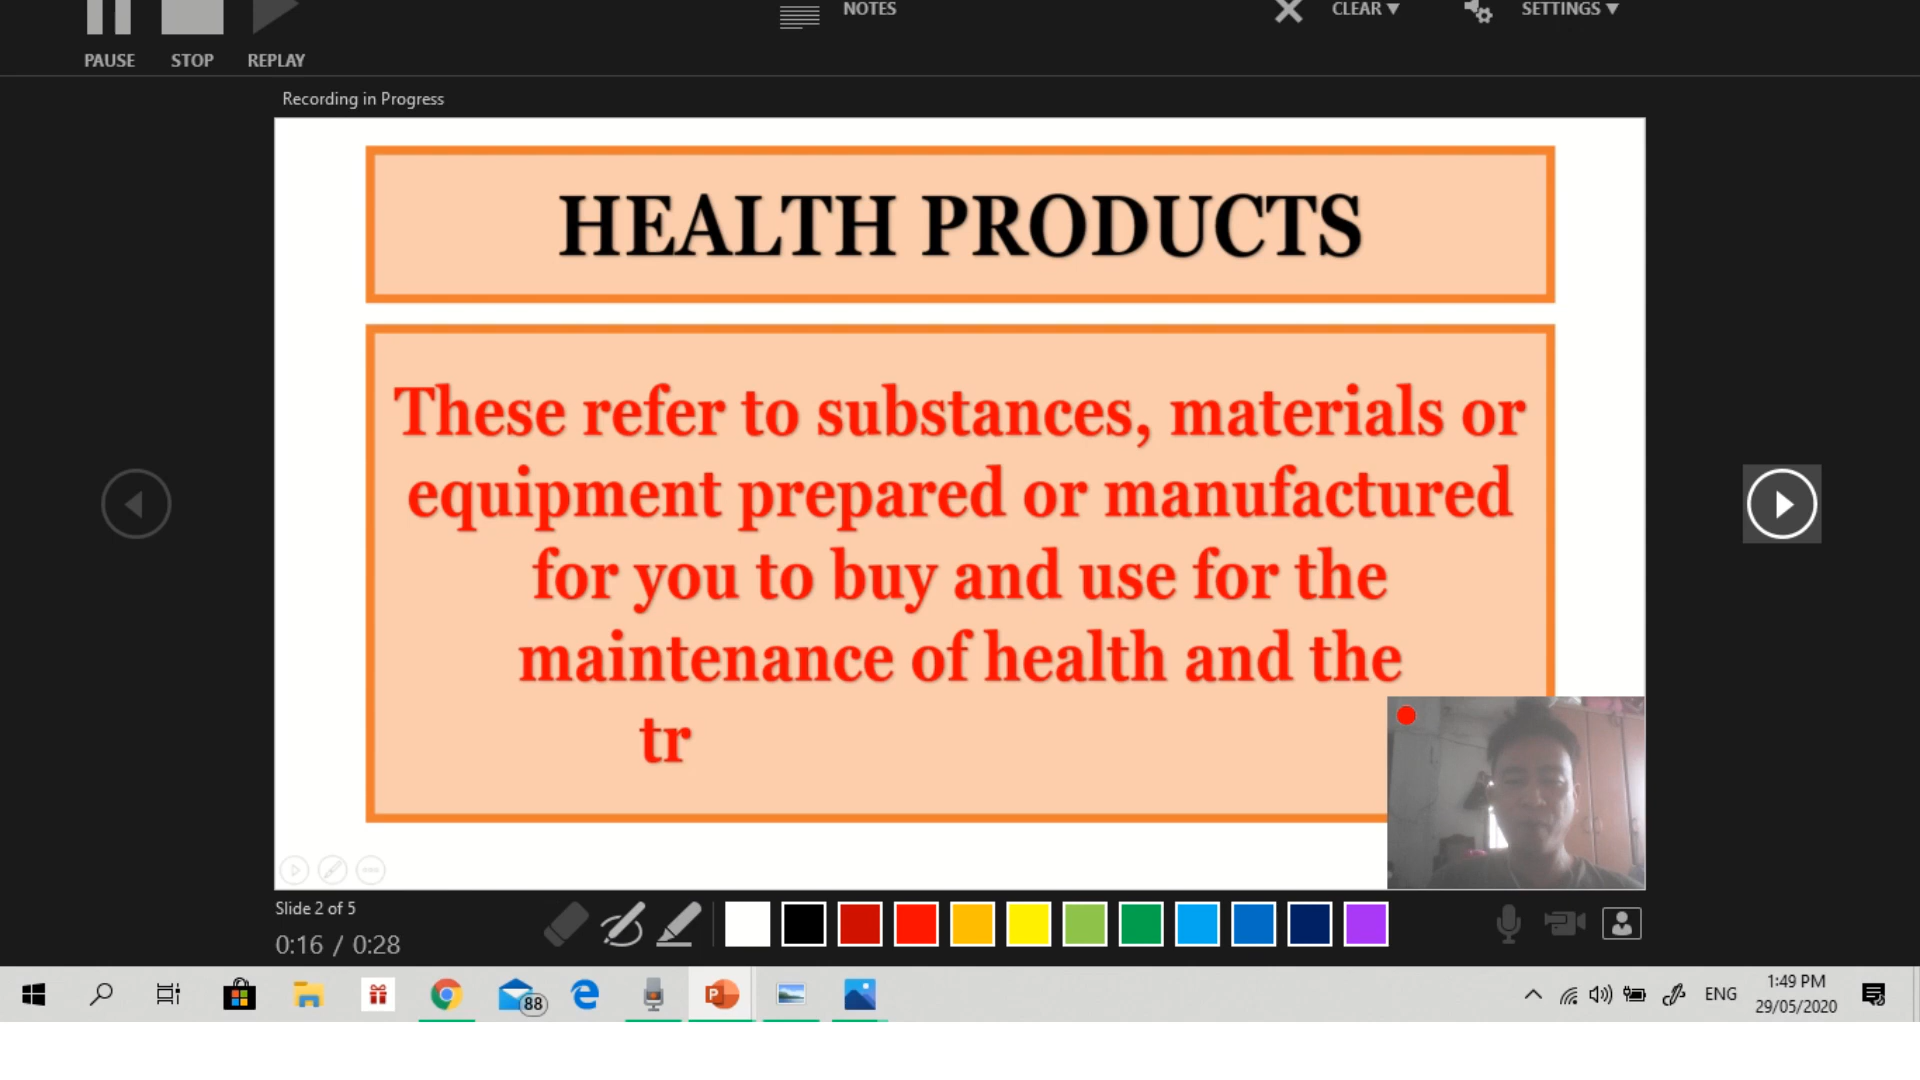 NOTES
CLEAR
SETTINGS
PAUSE
STOP
REPLAY
Recording in Progress
HEALTH PRODUCTS
These refer to substances, materials or
equipment prepared or manufactured
for you to buy and use for the
maintenance of health and the
tr
Slide 2 of 5
0:16 / 0:28
88
P
ENG
1:49 PM
29/05/2020